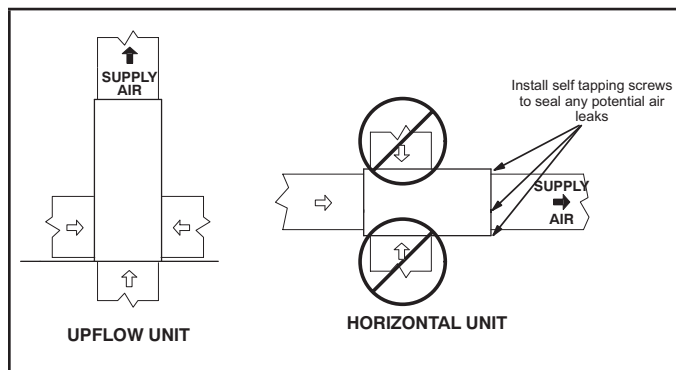 SUPPLY
AIR
UPFLOW UNIT
Install self tapping screws
to seal any potential air
leaks
SUPPLY
AIR
HORIZONTAL UNIT